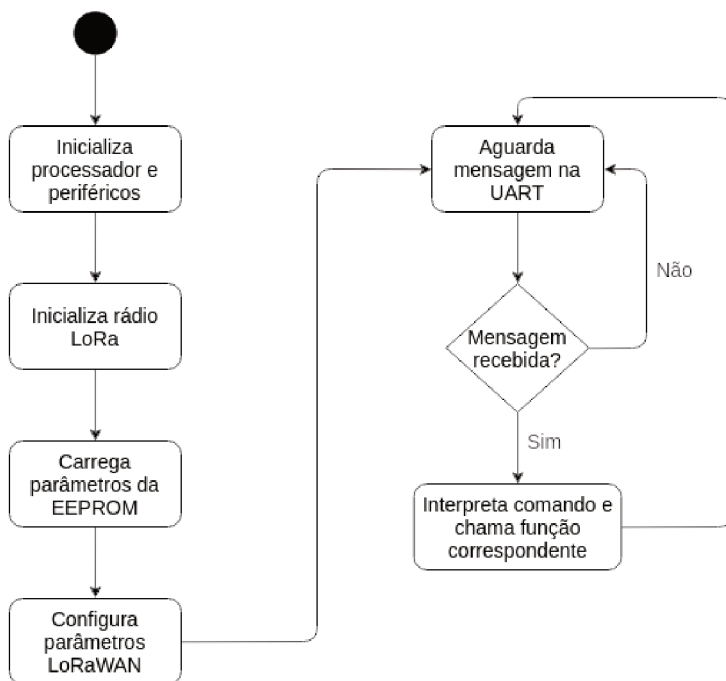 Inicializa
processador e
periféricos
Inicializa rádio
LoRa
Carrega
parâmetros da
EEPROM
Configura
parâmetros
LoRaWAN
Aguarda
mensagem na
UART
Não
Mensagem
recebida?
Sim
Interpreta comando e
chama função
correspondente